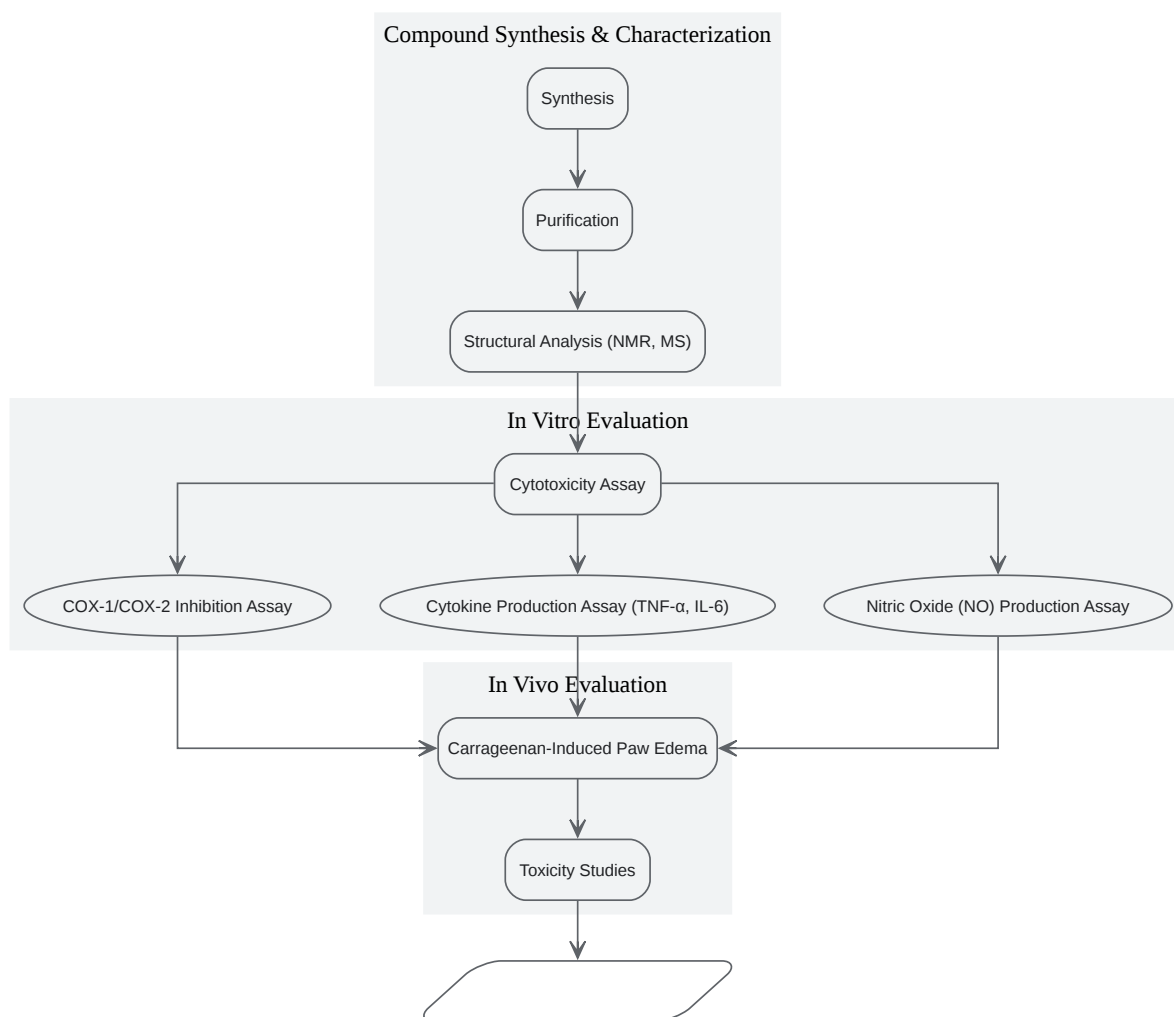 Compound Synthesis & Characterization
Synthesis
Purification
Structural Analysis (NMR, MS)
In Vitro Evaluation
Cytotoxicity Assay
COX-1/COX-2 Inhibition Assay
Cytokine Production Assay (TNF-α, IL-6)
Nitric Oxide (NO) Production Assay
In Vivo Evaluation
Carrageenan-Induced Paw Edema
Toxicity Studies